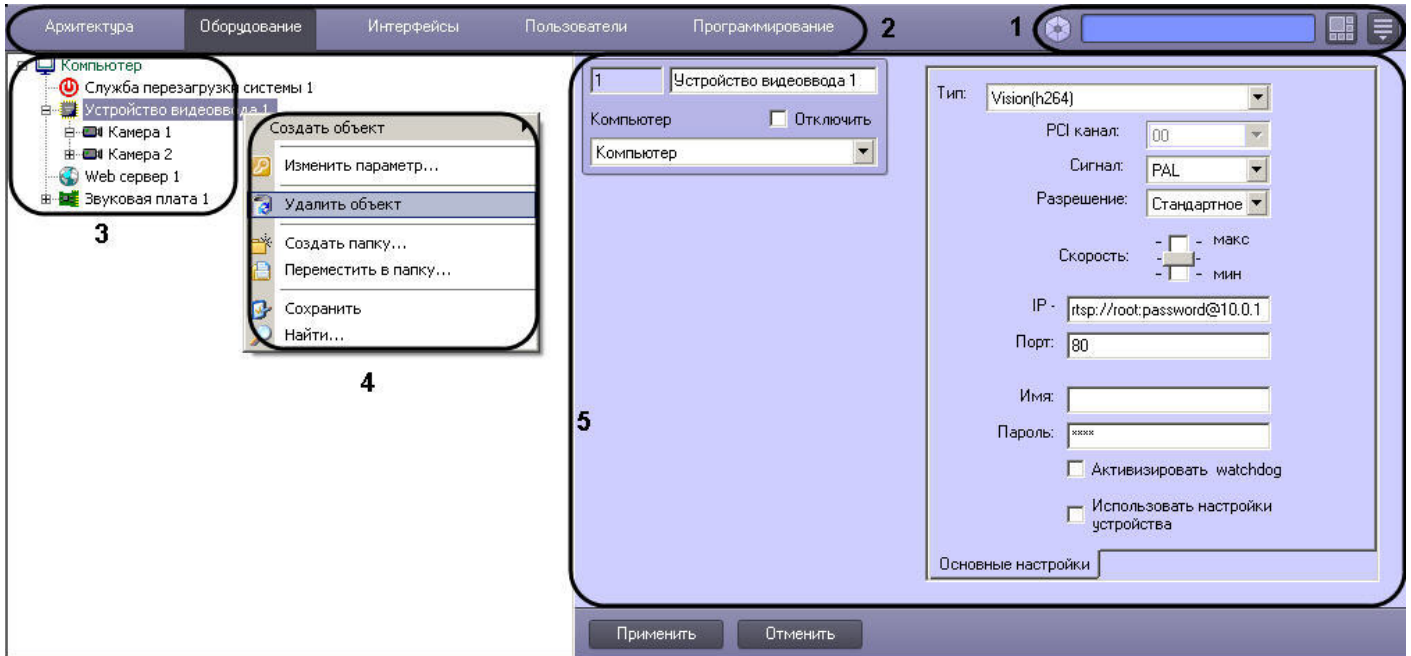 Архитектура Оборудование Интерфейсы Пользователи Программирование 2 1
Компьютер
Служба перезагрузки системы 1
Устройство видеоввода 1
Камера 1
Камера 2
Web сервер 1
Звуковая плата 1
3
Создать объект
Изменить параметр...
Удалить объект
Создать папку...
Переместить в папку...
Сохранить
Найти...
4
5
1 Устройство видеоввода 1
Компьютер Отключить
Компьютер
Тип: Vision(h264)
PCI канал: 00
Сигнал: PAL
Разрешение: Стандартное
Скорость: - - макс
- -
- - мин
IP - rtsp://root:password@10.0.1
Порт: 80
Имя:
Пароль: ****
Активизировать watchdog
Использовать настройки
устройства
Основные настройки
Применить Отменить